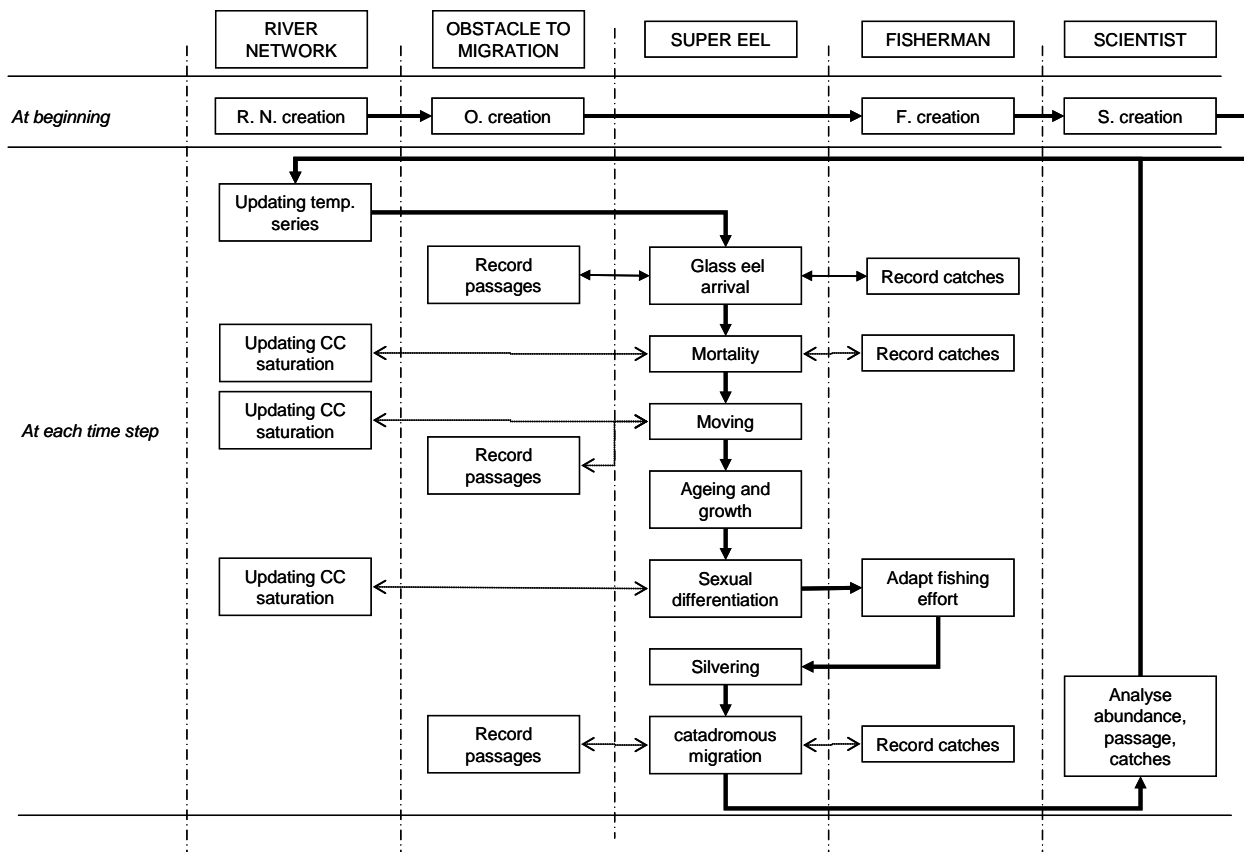 RIVER
NETWORK
OBSTACLE TO
MIGRATION
SUPER EEL
FISHERMAN
SCIENTIST
At beginning
R. N. creation
O. creation
F. creation
S. creation
Updating temp.
series
Record
passages
Glass eel
arrival
Record catches
Updating CC
saturation
Mortality
Record catches
At each time step
Updating CC
saturation
Moving
Record
passages
Ageing and
growth
Updating CC
saturation
Sexual
differentiation
Adapt fishing
effort
Silvering
Record
passages
catadromous
migration
Record catches
Analyse
abundance,
passage,
catches